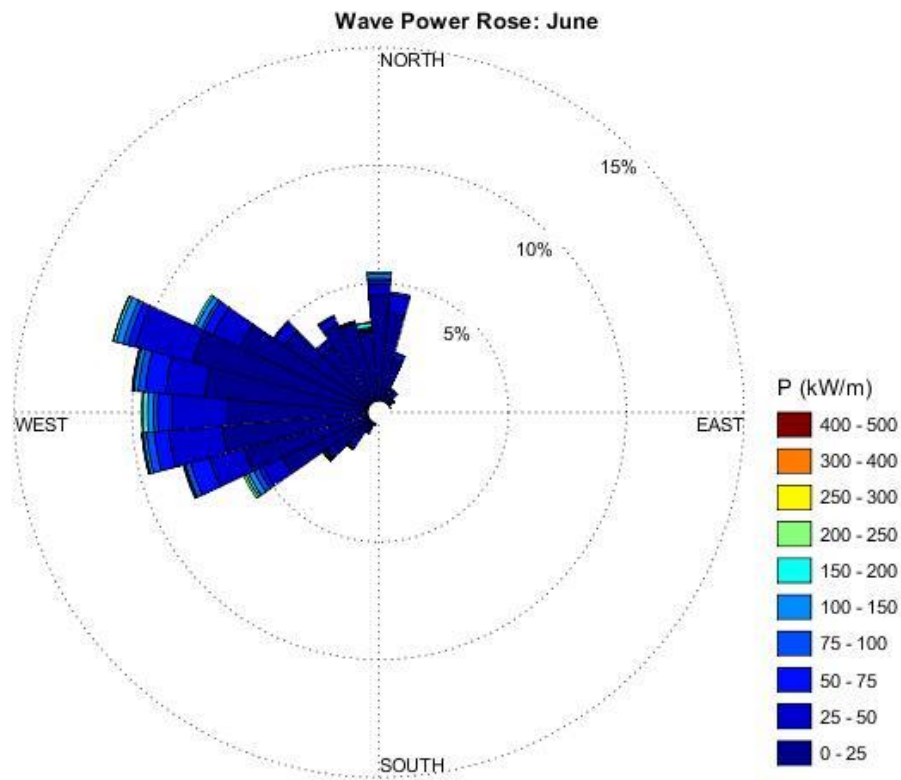 Wave Power Rose: June
NORTH
15%
10%
5%
WEST
EAST
SOUTH
P (kW/m)
400 - 500
300 - 400
250 - 300
200 - 250
150 - 200
100 - 150
75 - 100
50 - 75
25 - 50
0 - 25